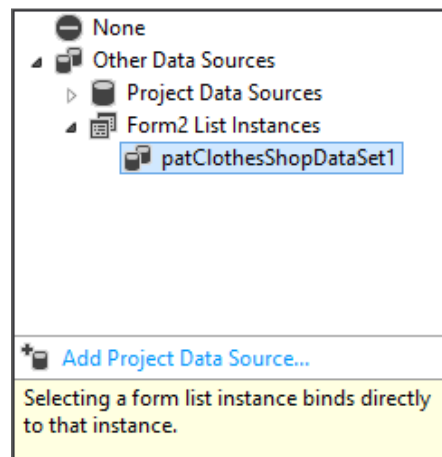 None
Other Data Sources
Project Data Sources
Form2 List Instances
patClothesShopDataSet1
Add Project Data Source...
Selecting a form list instance binds directly
to that instance.